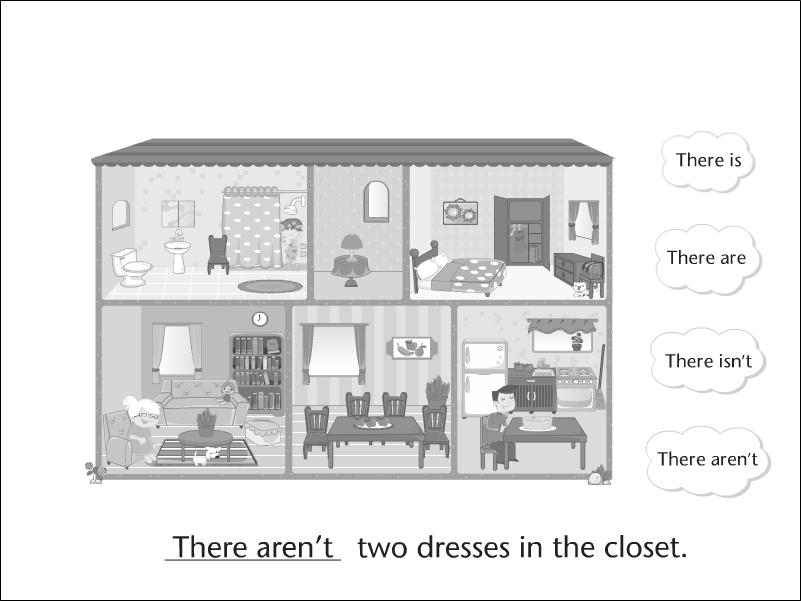 There is
There are
There isn't
There aren't
There aren't two dresses in the closet.